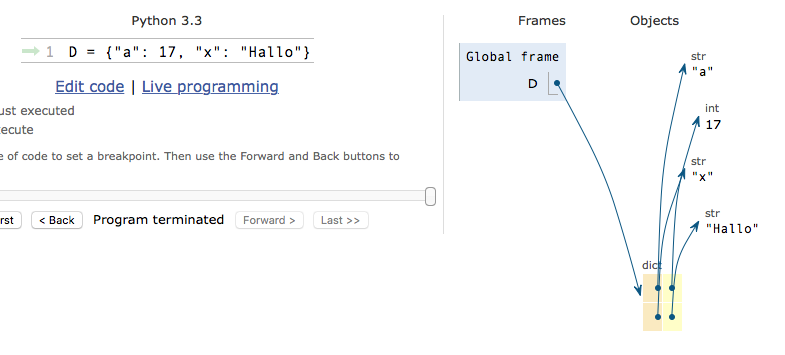 Python 3.3
1 D = {"a": 17, "x": "Hallo"}
Edit code | Live programming
ust executed
ecute
e of code to set a breakpoint. Then use the Forward and Back buttons to
rst
< Back
Program terminated
Forward >
Last >>
Frames
Objects
Global frame
D
str
"a"
int
17
str
"x"
str
"Hallo"
dict